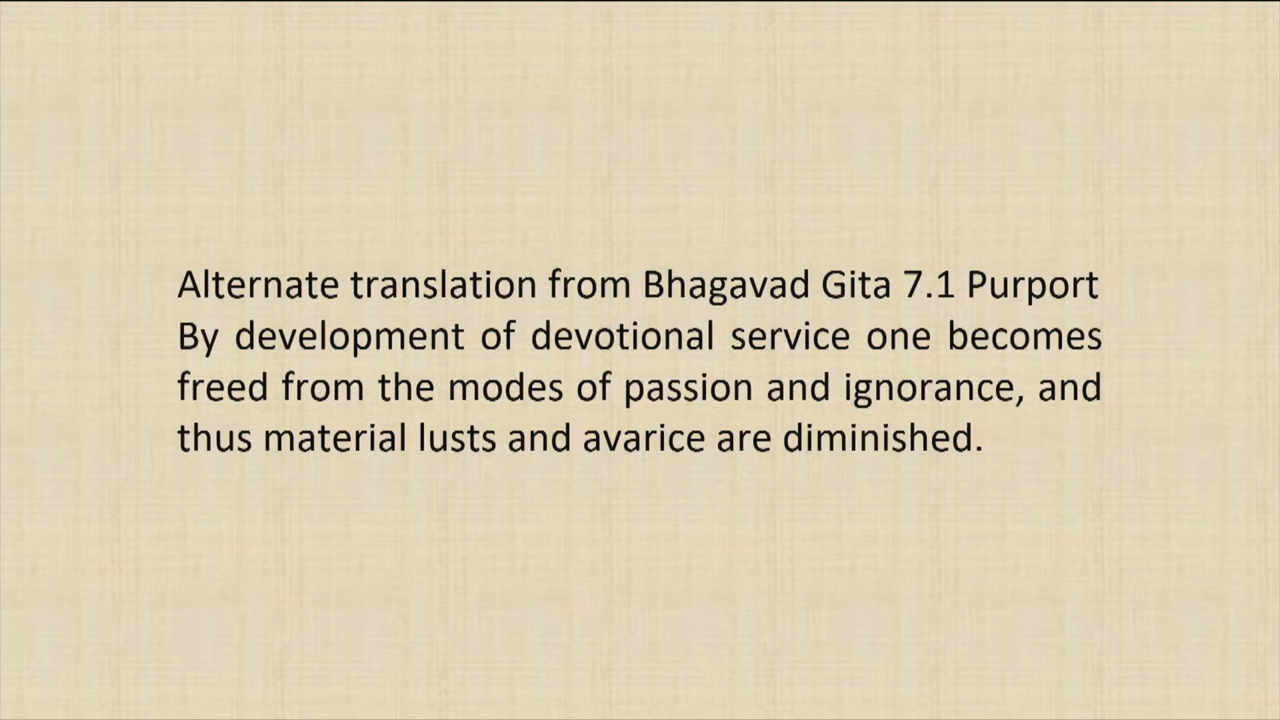 Alternate translation from Bhagavad Gita 7.1 Purport
By development of devotional service one becomes
freed from the modes of passion and ignorance, and
thus material lusts and avarice are diminished.